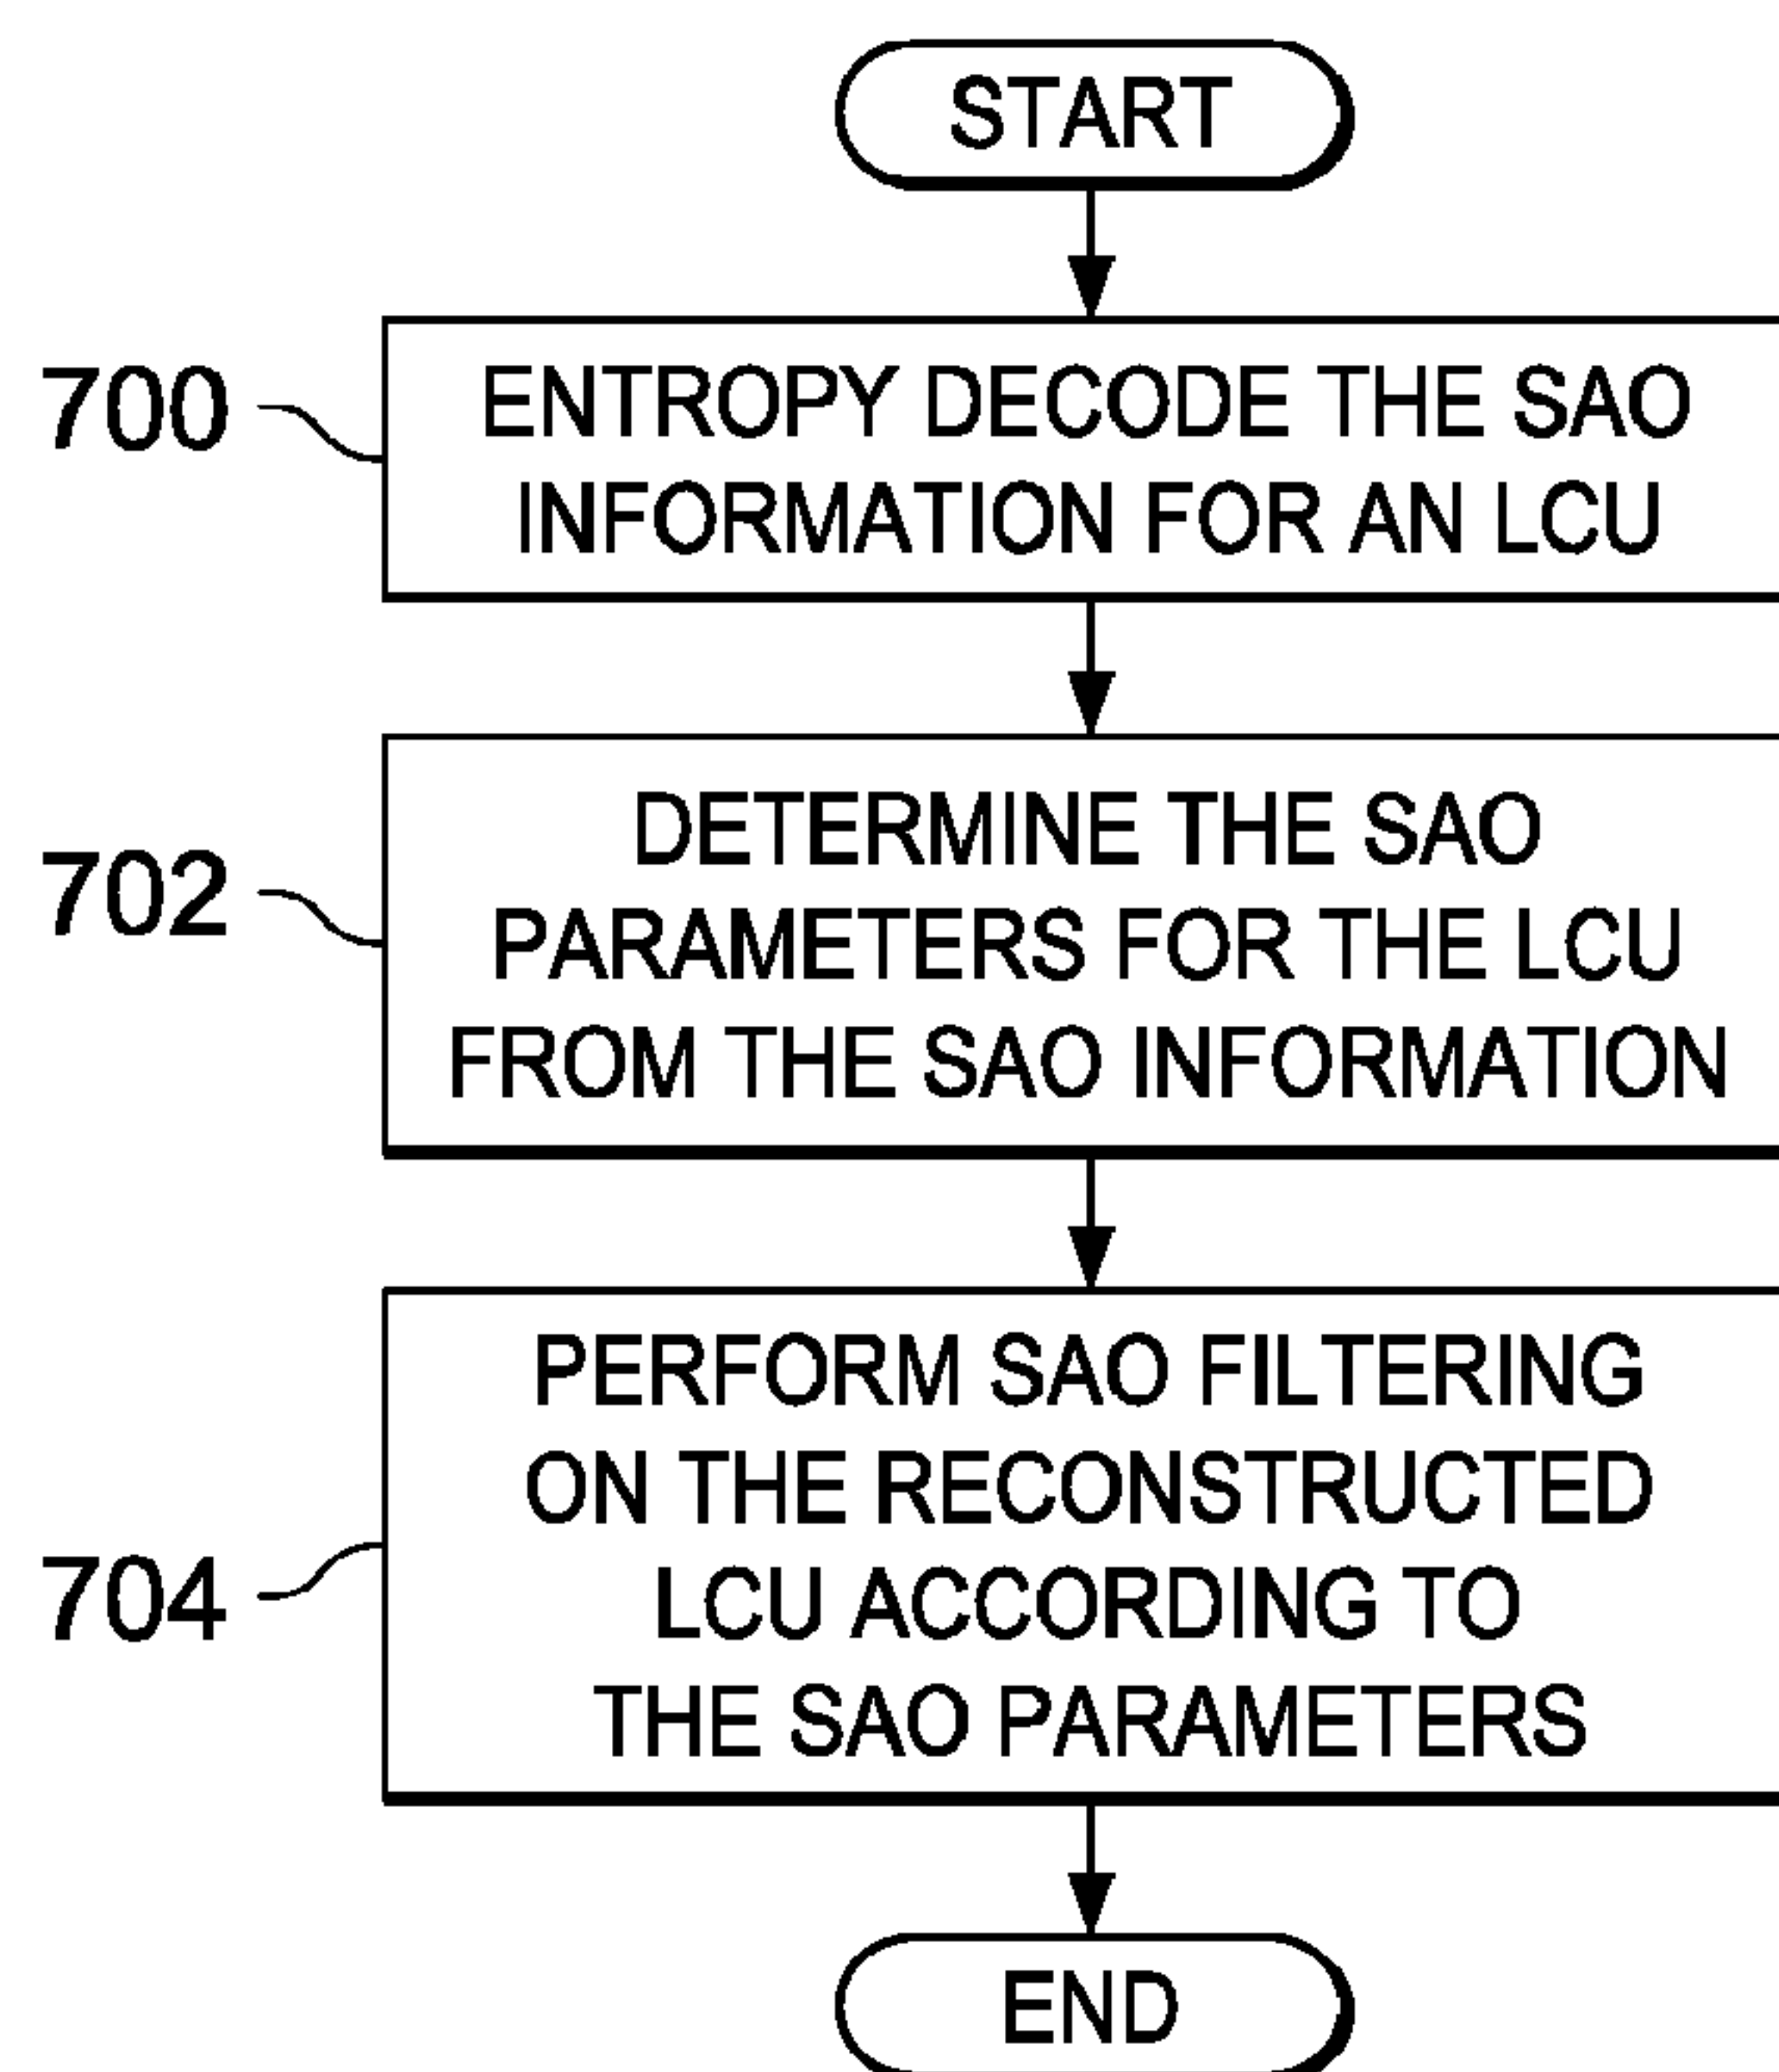 START
700
ENTROPY DECODE THE SAO
INFORMATION FOR AN LCU
702
DETERMINE THE SAO
PARAMETERS FOR THE LCU
FROM THE SAO INFORMATION
704
PERFORM SAO FILTERING
ON THE RECONSTRUCTED
LCU ACCORDING TO
THE SAO PARAMETERS
END